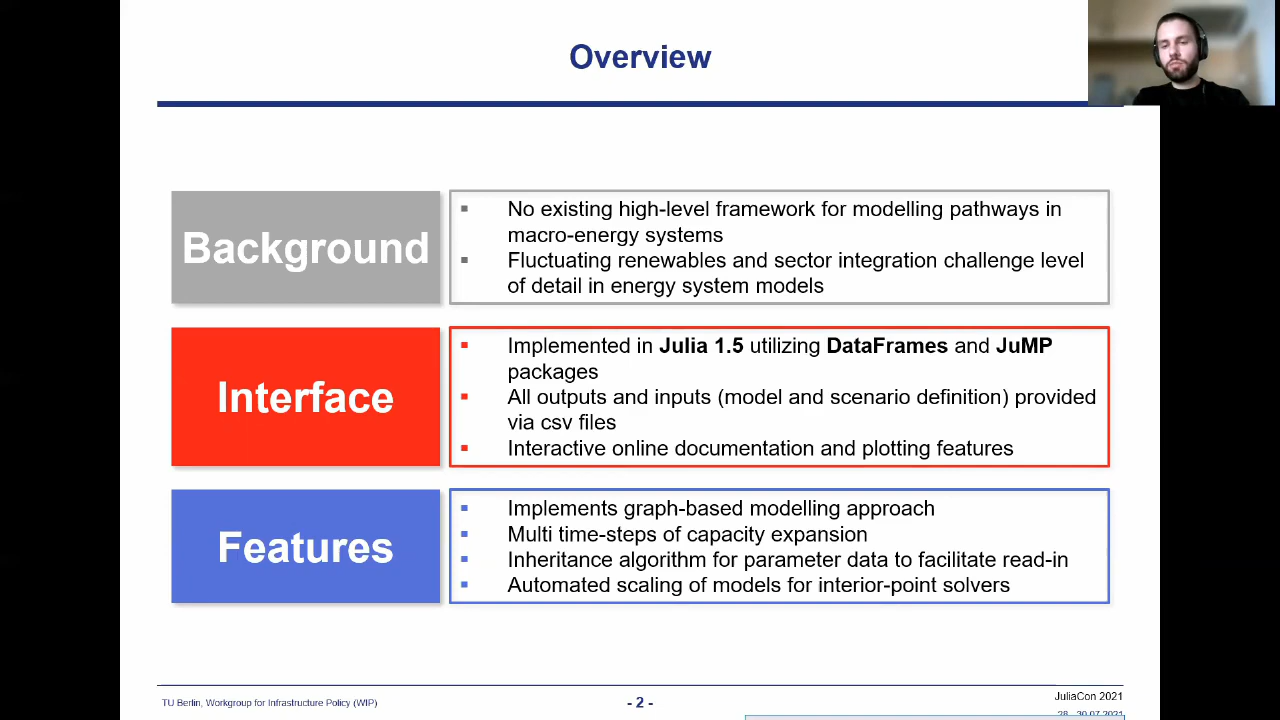 Overview
Background
▪ No existing high-level framework for modelling pathways in
macro-energy systems
▪ Fluctuating renewables and sector integration challenge level
of detail in energy system models
Interface
▪ Implemented in Julia 1.5 utilizing DataFrames and JuMP
packages
▪ All outputs and inputs (model and scenario definition) provided
via csv files
▪ Interactive online documentation and plotting features
Features
▪ Implements graph-based modelling approach
▪ Multi time-steps of capacity expansion
▪ Inheritance algorithm for parameter data to facilitate read-in
▪ Automated scaling of models for interior-point solvers
TU Berlin, Workgroup for Infrastructure Policy (WIP)
- 2 -
JuliaCon 2021
28. - 30.07.2021